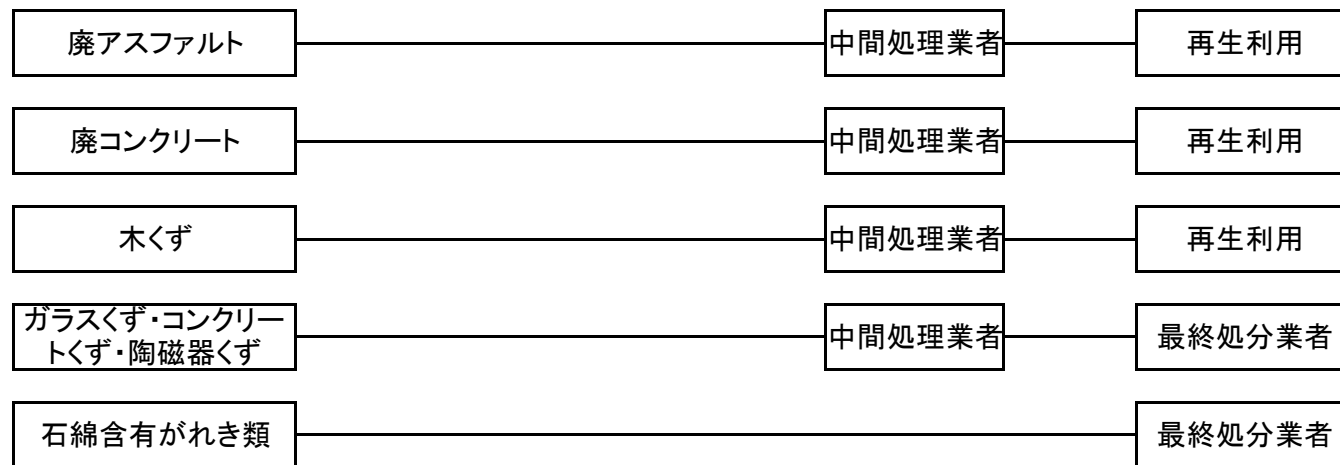 廃アスファルト 中間処理業者 再生利用
廃コンクリート 中間処理業者 再生利用
木くず 中間処理業者 再生利用
ガラスくず・コンクリー
トくず・陶磁器くず 中間処理業者 最終処分業者
石綿含有がれき類 最終処分業者